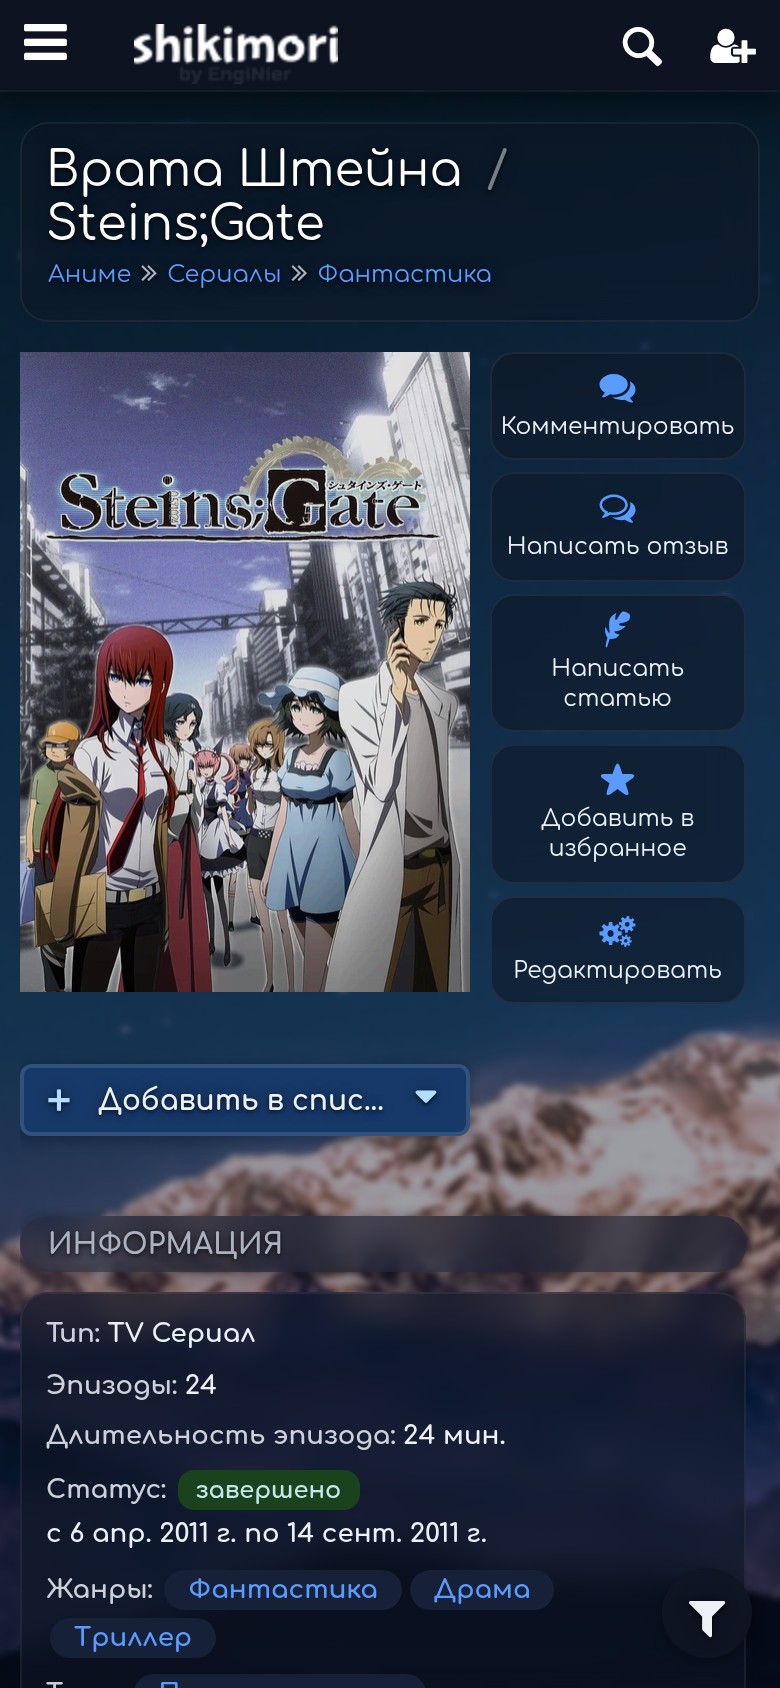 shikimori
by EngiNier
Врата Штейна /
Steins;Gate
Аниме » Сериалы » Фантастика
シュタインズ・ゲート
Steins;Gate
Комментировать
Написать отзыв
Написать
статью
Добавить в
избранное
Редактировать
+ Добавить в спис...
ИНФОРМАЦИЯ
Тип: TV Сериал
Эпизоды: 24
Длительность эпизода: 24 мин.
Статус: завершено
с 6 апр. 2011 г. по 14 сент. 2011 г.
Жанры: Фантастика Драма
Триллер